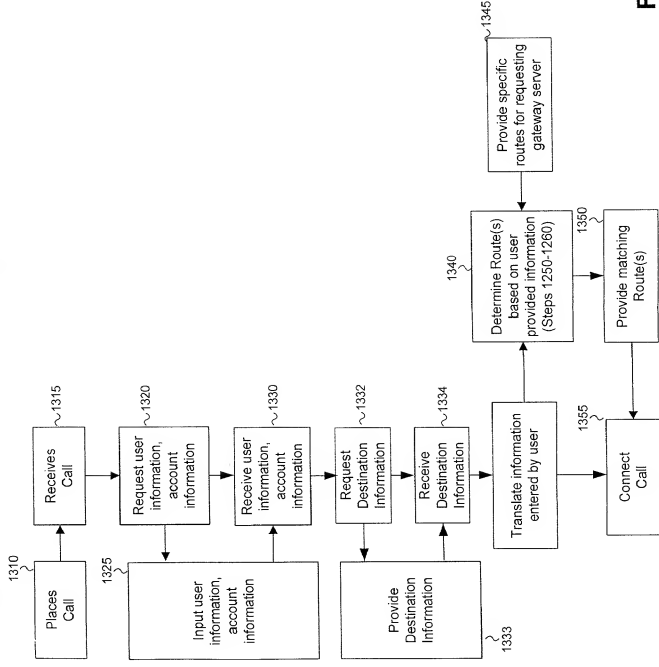 1310
Places
Call
1315
Receives
Call
1320
Request user
information,
account
information
1325
Input user
information,
account
information
1330
Receive user
information,
account
information
1332
Request
Destination
Information
1333
Provide
Destination
Information
1334
Receive
Destination
Information
Translate information
entered by user
1340
Determine Route(s)
based on user
provided information
(Steps 1250-1260)
1345
Provide specific
routes for requesting
gateway server
1350
Provide matching
Route(s)
1355
Connect
Call